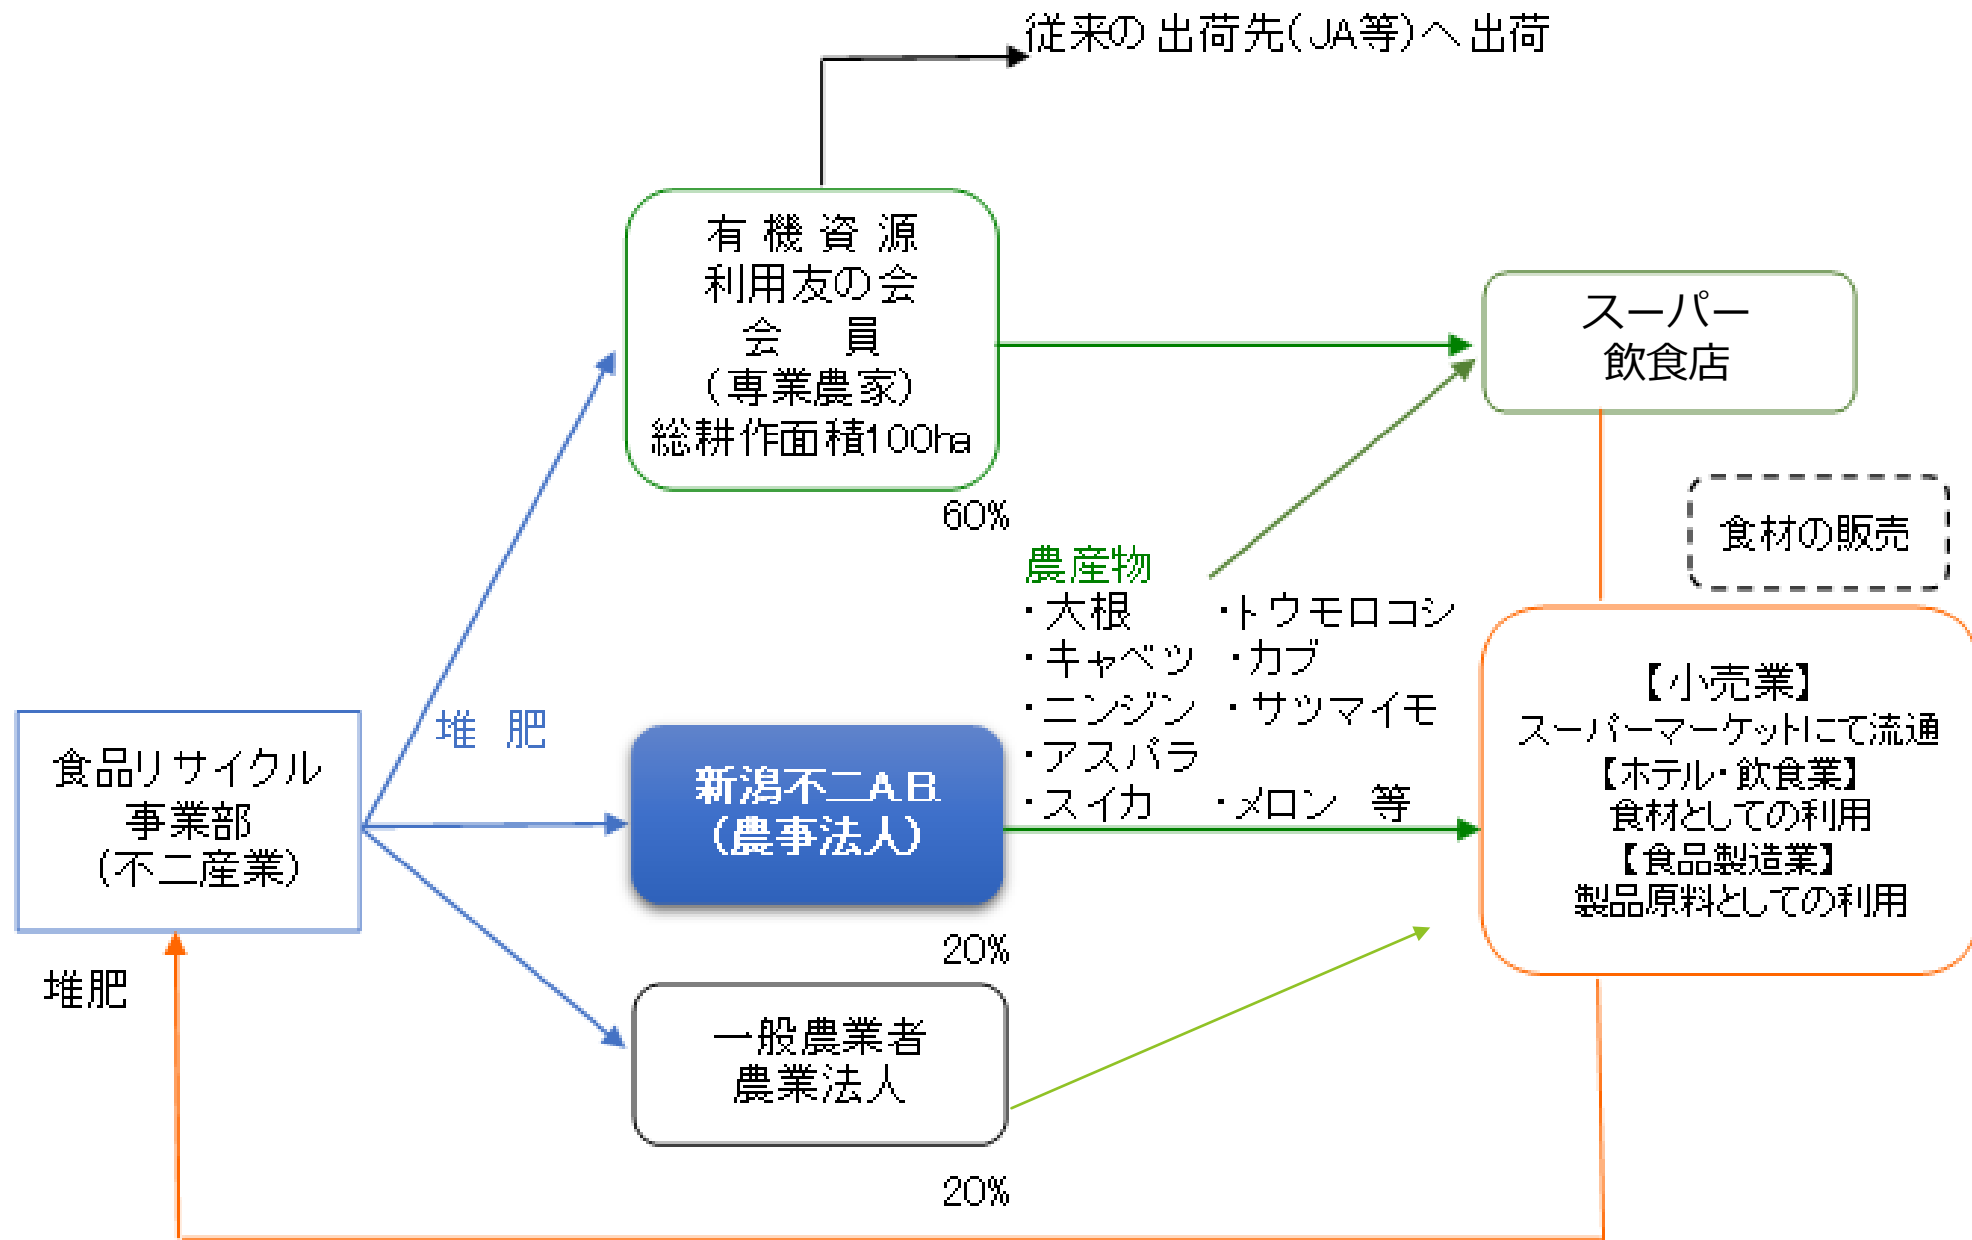 従来の出荷先(JA等)へ出荷
有機資源
利用友の会
会　員
(専業農家)
総耕作面積100ha
60%
スーパー
飲食店
食材の販売
農産物
・大根　・トウモロコシ
・キャベツ　・カブ
・ニンジン　・サツマイモ
・アスパラ
・スイカ　・メロン　等
堆　肥
食品リサイクル
事業部
(不二産業)
新潟不二A.B.
(農事法人)
20%
【小売業】
スーパーマーケットにて流通
【ホテル・飲食業】
食材としての利用
【食品製造業】
製品原料としての利用
堆肥
一般農業者
農業法人
20%